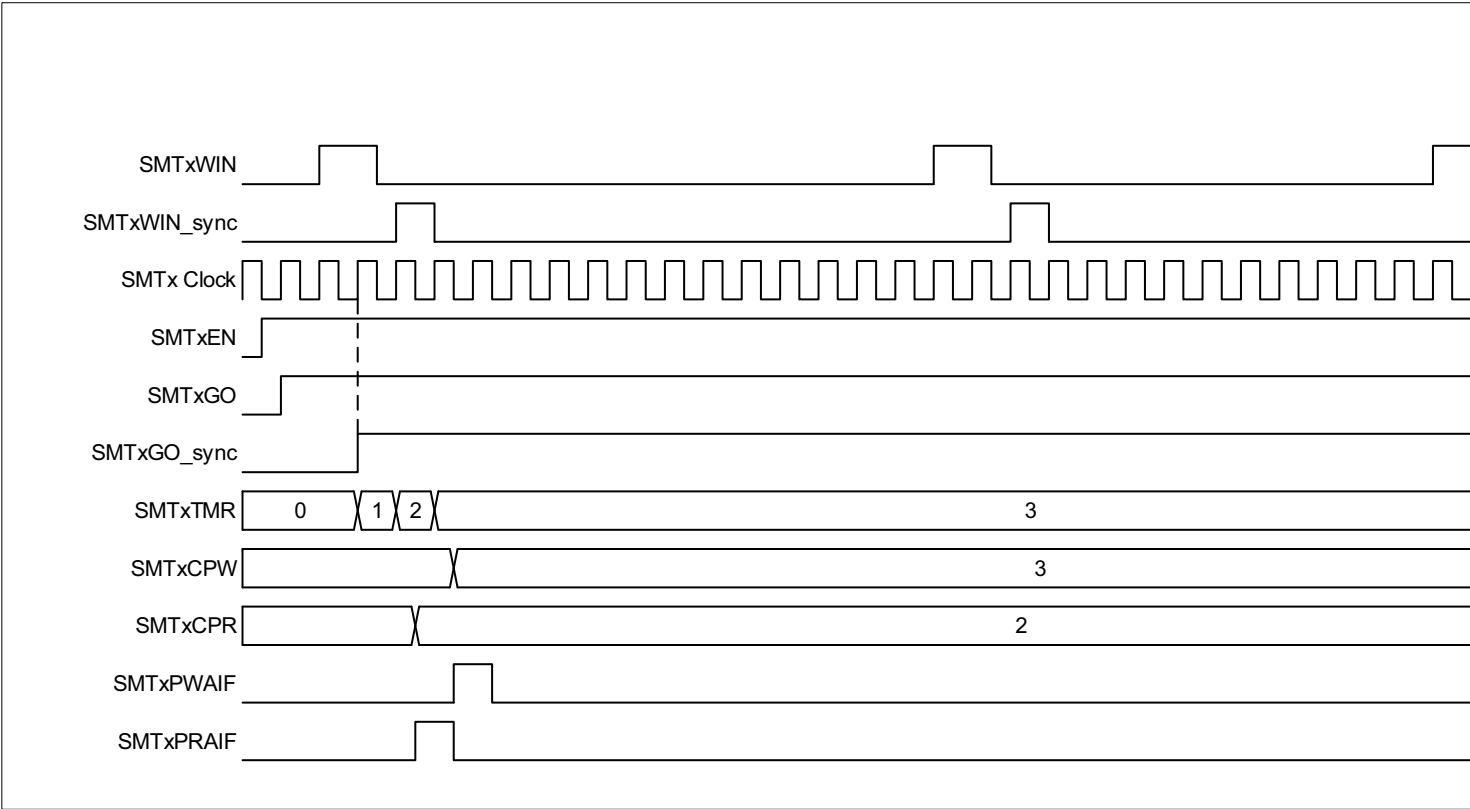 SMTxWIN
SMTxWIN_sync
SMTx Clock
SMTxEN
SMTxGO
SMTxGO_sync
SMTxTMR 0 1 2 3
SMTxCPW 3
SMTxCPR 2
SMTxPWAIF
SMTxPRAIF